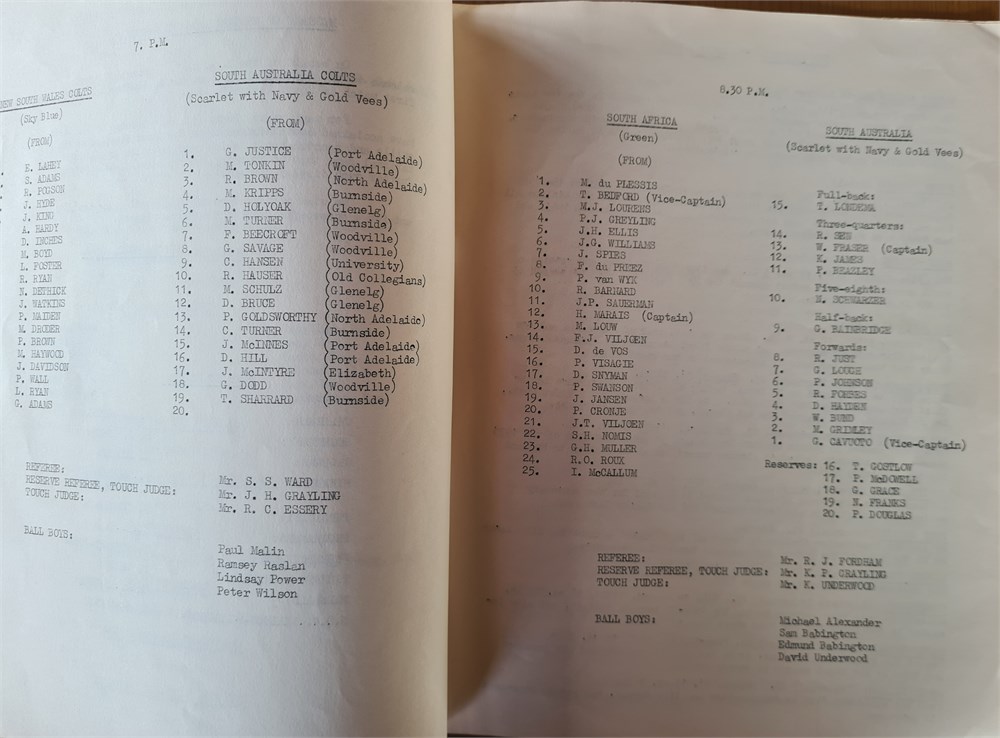 7. P.M.
NEW SOUTH WALES COLTS
(Sky Blue)
(FROM)
E. LAHEY
S. ADAMS
R. POGSON
J. HYDE
J. KING
A. HARDY
D. INCHES
M. BOYD
L. FOSTER
R. RYAN
N. DETRICK
J. WATKINS
P. MAIDEN
M. DRODER
P. BROWN
M. HAYWOOD
J. DAVIDSON
P. WALL
L. RYAN
G. ADAMS
SOUTH AUSTRALIA COLTS
(Scarlet with Navy & Gold Vees)
(FROM)
1. G. JUSTICE (Port Adelaide)
2. M. TONKIN (Woodville)
3. R. BROWN (North Adelaide)
4. M. KRIPPS (Burnside)
5. D. HOLYOAK (Glenelg)
6. M. TURNER (Burnside)
7. F. BEECROFT (Woodville)
8. G. SAVAGE (Woodville)
9. C. HANSEN (University)
10. R. HAUSER (Old Collegians)
11. M. SCHULZ (Glenelg)
12. D. BRUCE (Glenelg)
13. P. GOLDSWORTHY (North Adelaide)
14. C. TURNER (Burnside)
15. J. McINNES (Port Adelaide)
16. D. HILL (Port Adelaide)
17. J. McINTYRE (Elizabeth)
18. G. DODD (Woodville)
19. T. SHARRARD (Burnside)
20.
REFEREE: Mr. S. S. WARD
RESERVE REFEREE, TOUCH JUDGE: Mr. J. H. GRAYLING
TOUCH JUDGE: Mr. R. C. ESSERY
BALL BOYS: Paul Malin
Ramsey Raslan
Lindsay Power
Peter Wilson
8.30 P.M.
SOUTH AFRICA
(Green)
(FROM)
1. M. du PLESSIS
2. T. BEDFORD (Vice-Captain)
3. M.J. LOURENS
4. P.J. GREYLING
5. J.H. ELLIS
6. J.G. WILLIAMS
7. J. SPIES
8. F. du PREEZ
9. P. van WYK
10. R. BARNARD
11. J.P. SAUERMAN
12. H. MARAIS (Captain)
13. M. LOUW
14. F.J. VILJOEN
15. D. de VOS
16. P. VISAGIE
17. D. SNYMAN
18. P. SWANSON
19. J. JANSEN
20. P. CRONJE
21. J.T. VILJOEN
22. S.H. NOMIS
23. G.H. MULLER
24. R.O. ROUX
25. I. McCALLUM
SOUTH AUSTRALIA
(Scarlet with Navy & Gold Vees)
Full-back:
15. T.
Three-quarters:
14. R. SEN
13. W. FRASER (Captain)
12. K. JAMES
11. P. BEAZLEY
Five-eighth:
10. M. SCHWARZER
Half-back:
9. G. BAINBRIDGE
Forwards:
8. R. JUST
7. G. LOUGH
6. P. JOHNSON
5. R. FORBES
4. D. HAYDEN
3. W. BUDD
2. M. GRIDLEY
1. G. CAVUOTO (Vice-Captain)
Reserves: 16. T. GOSTLOW
17. P. McDOWELL
18. G. GRACE
19. N. FRANKS
20. P. DOUGLAS
REFEREE: Mr. R. J. FORDHAM
RESERVE REFEREE, TOUCH JUDGE: Mr. K. P. GRAYLING
TOUCH JUDGE: Mr. K. UNDERWOOD
BALL BOYS: Michael Alexander
Sam Babington
Edmund Babington
David Underwood